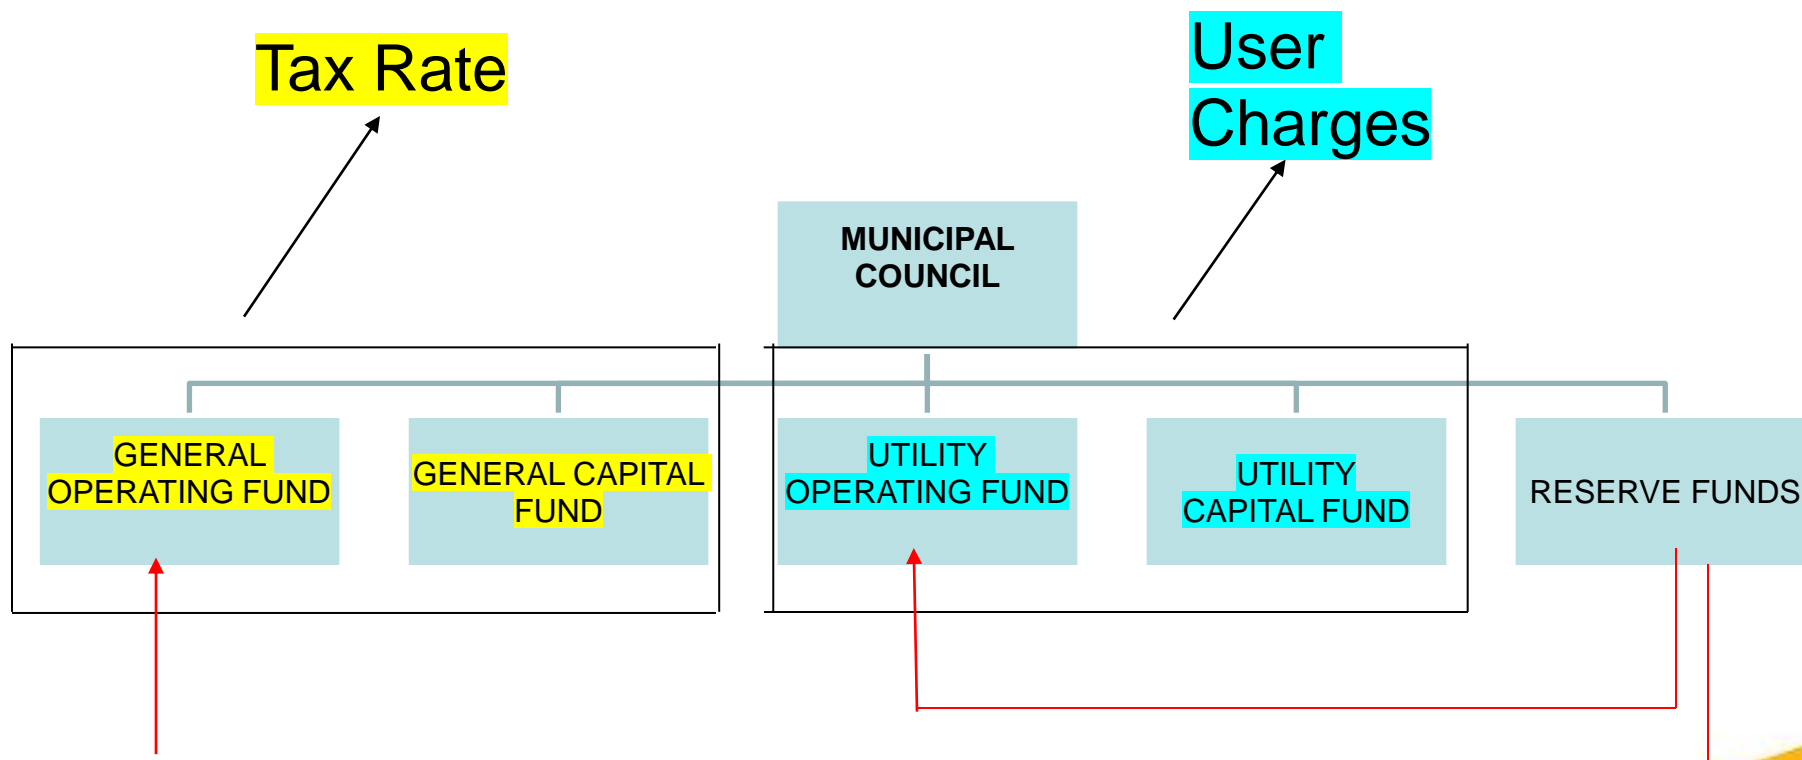 Tax Rate
User
Charges
MUNICIPAL
COUNCIL
GENERAL
OPERATING FUND
GENERAL CAPITAL
FUND
UTILITY
OPERATING FUND
UTILITY
CAPITAL FUND
RESERVE FUNDS